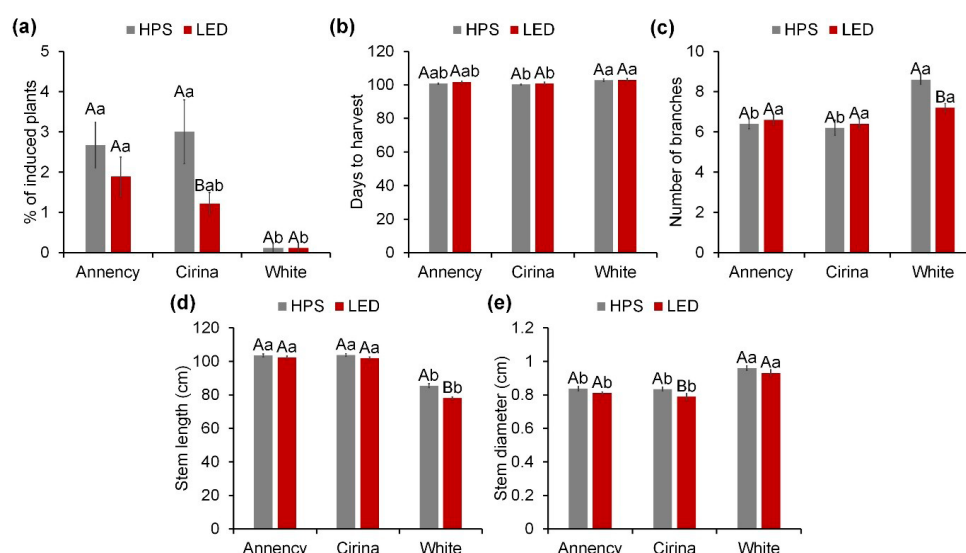 (a)
HPS LED
% of induced plants
5
4
3
2
1
0
Aa
Aa
Aa
Bab
Ab Ab
Annency Cirina White
(b)
HPS LED
Days to harvest
120
100
80
60
40
20
0
Aab Aab
Ab Ab
Aa Aa
Annency Cirina White
(c)
HPS LED
Number of branches
10
8
6
4
2
0
Ab Aa
Ab Aa
Aa
Ba
Annency Cirina White
(d)
HPS LED
Stem length (cm)
120
100
80
60
40
20
0
Aa Aa
Aa Aa
Ab
Bb
Annency Cirina White
(e)
HPS LED
Stem diameter (cm)
1.2
1
0.8
0.6
0.4
0.2
0
Ab Ab
Ab Bb
Aa Aa
Annency Cirina White